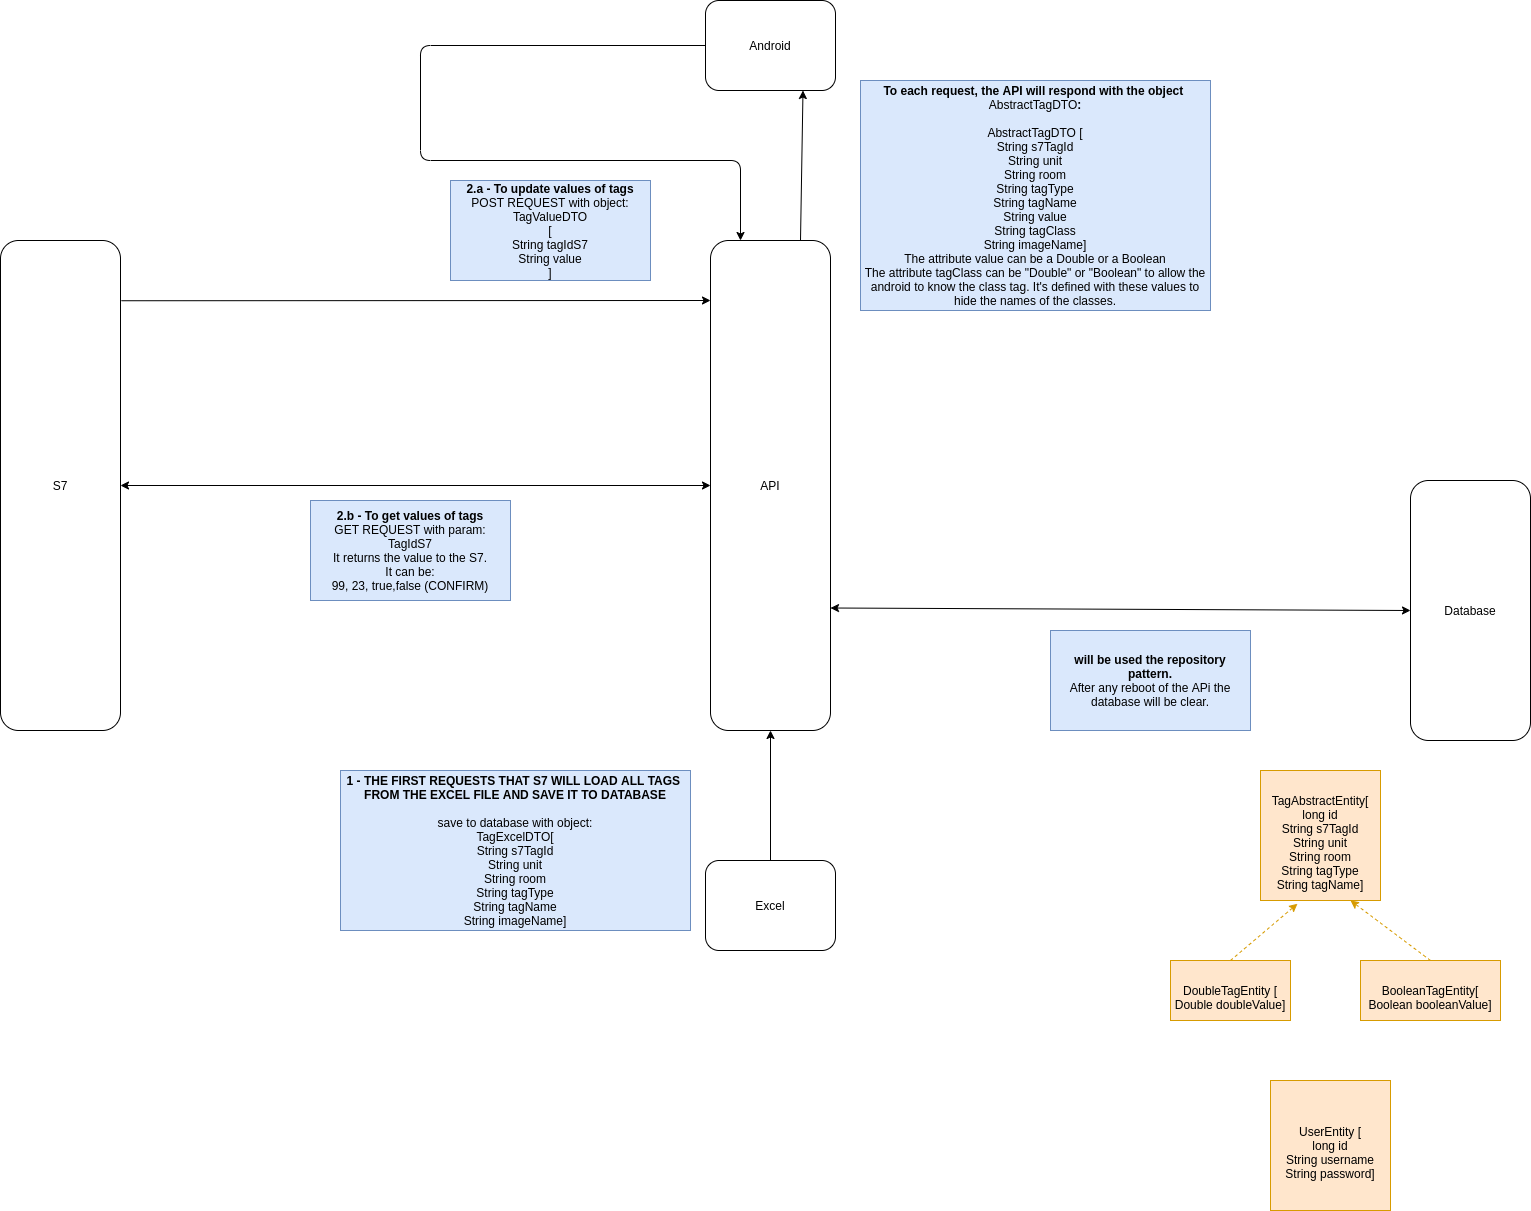 Android
To each request, the API will respond with the object
AbstractTagDTO:
AbstractTagDTO [
String s7TagId
String unit
String room
String tagType
String tagName
String value
String tagClass
String imageName]
The attribute value can be a Double or a Boolean
The attribute tagClass can be "Double" or "Boolean" to allow the
android to know the class tag. It's defined with these values to
hide the names of the classes.
2.a - To update values of tags
POST REQUEST with object:
TagValueDTO
[
String tagIdS7
String value
]
S7
API
2.b - To get values of tags
GET REQUEST with param:
TagIdS7
It returns the value to the S7.
It can be:
99, 23, true,false (CONFIRM)
Database
will be used the repository
pattern.
After any reboot of the APi the
database will be clear.
1 - THE FIRST REQUESTS THAT S7 WILL LOAD ALL TAGS
FROM THE EXCEL FILE AND SAVE IT TO DATABASE
save to database with object:
TagExcelDTO[
String s7TagId
String unit
String room
String tagType
String tagName
String imageName]
Excel
TagAbstractEntity[
long id
String s7TagId
String unit
String room
String tagType
String tagName]
DoubleTagEntity [
Double doubleValue]
BooleanTagEntity[
Boolean booleanValue]
UserEntity [
long id
String username
String password]